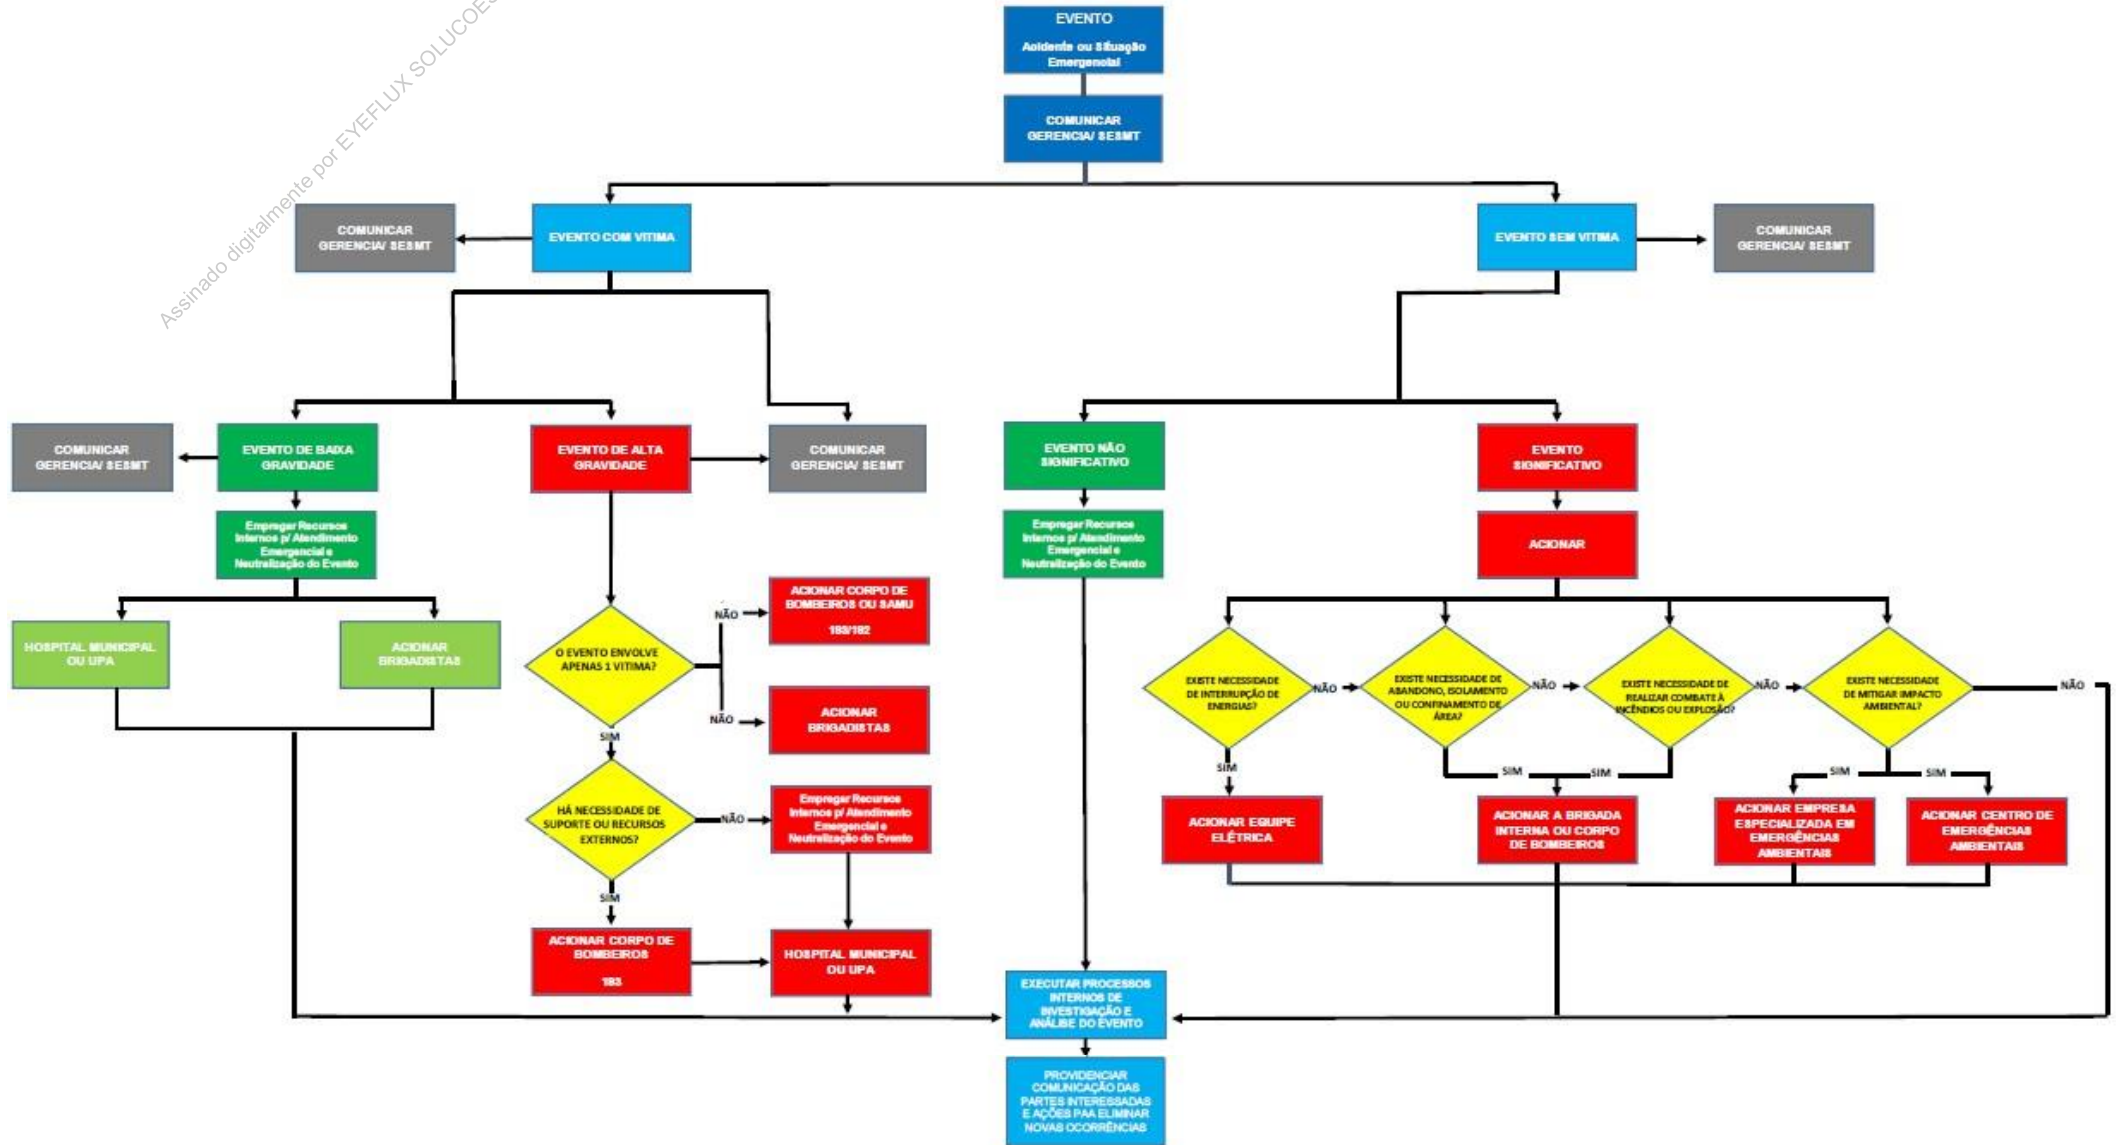 Assinado digitalmente por EYEFLUX SOLUCOES
EVENTO
Acidente ou Situação
Emergencial
COMUNICAR
GERENCIA/ SESMT
COMUNICAR
GERENCIA/ SESMT
EVENTO COM VITIMA
EVENTO SEM VITIMA
COMUNICAR
GERENCIA/ SESMT
COMUNICAR
GERENCIA/ SESMT
EVENTO DE BAIXA
GRAVIDADE
EVENTO DE ALTA
GRAVIDADE
COMUNICAR
GERENCIA/ SESMT
EVENTO NÃO
SIGNIFICATIVO
EVENTO
SIGNIFICATIVO
Empregar Recursos
Internos p/ Atendimento
Emergencial e
Neutralização do Evento
Empregar Recursos
Internos p/ Atendimento
Emergencial e
Neutralização do Evento
ACIONAR
HOSPITAL MUNICIPAL
OU UPA
ACIONAR
BRIGADISTAS
O EVENTO ENVOLVE
APENAS 1 VITIMA?
NÃO
ACIONAR CORPO DE
BOMBEIROS OU SAMU
193/192
NÃO
ACIONAR
BRIGADISTAS
SIM
HÁ NECESSIDADE DE
SUPORTE OU RECURSOS
EXTERNOS?
NÃO
Empregar Recursos
Internos p/ Atendimento
Emergencial e
Neutralização do Evento
SIM
ACIONAR CORPO DE
BOMBEIROS
193
HOSPITAL MUNICIPAL
OU UPA
EXISTE NECESSIDADE
DE INTERRUPÇÃO DE
ENERGIAS?
NÃO
EXISTE NECESSIDADE DE
ABANDONO, ISOLAMENTO
OU CONFINAMENTO DE
ÁREA?
NÃO
EXISTE NECESSIDADE DE
REALIZAR COMBATE À
INCÊNDIOS OU EXPLOSÃO?
NÃO
EXISTE NECESSIDADE
DE MITIGAR IMPACTO
AMBIENTAL?
NÃO
SIM
SIM
SIM
SIM
SIM
ACIONAR EQUIPE
ELÉTRICA
ACIONAR A BRIGADA
INTERNA OU CORPO
DE BOMBEIROS
ACIONAR EMPRESA
ESPECIALIZADA EM
EMERGÊNCIAS
AMBIENTAIS
ACIONAR CENTRO DE
EMERGÊNCIAS
AMBIENTAIS
EXECUTAR PROCESSOS
INTERNOS DE
INVESTIGAÇÃO E
ANÁLISE DO EVENTO
PROVIDENCIAR
COMUNICAÇÃO DAS
PARTES INTERESSADAS
E AÇÕES PAA ELIMINAR
NOVAS OCORRÊNCIAS